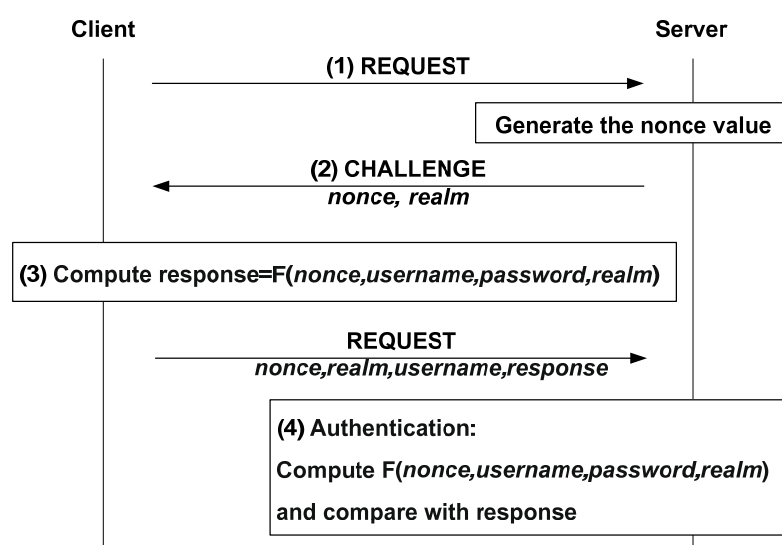 Client
Server
(1) REQUEST
Generate the nonce value
(2) CHALLENGE
nonce, realm
(3) Compute response=F(nonce,username,password,realm)
REQUEST
nonce,realm,username,response
(4) Authentication:
Compute F(nonce,username,password,realm)
and compare with response